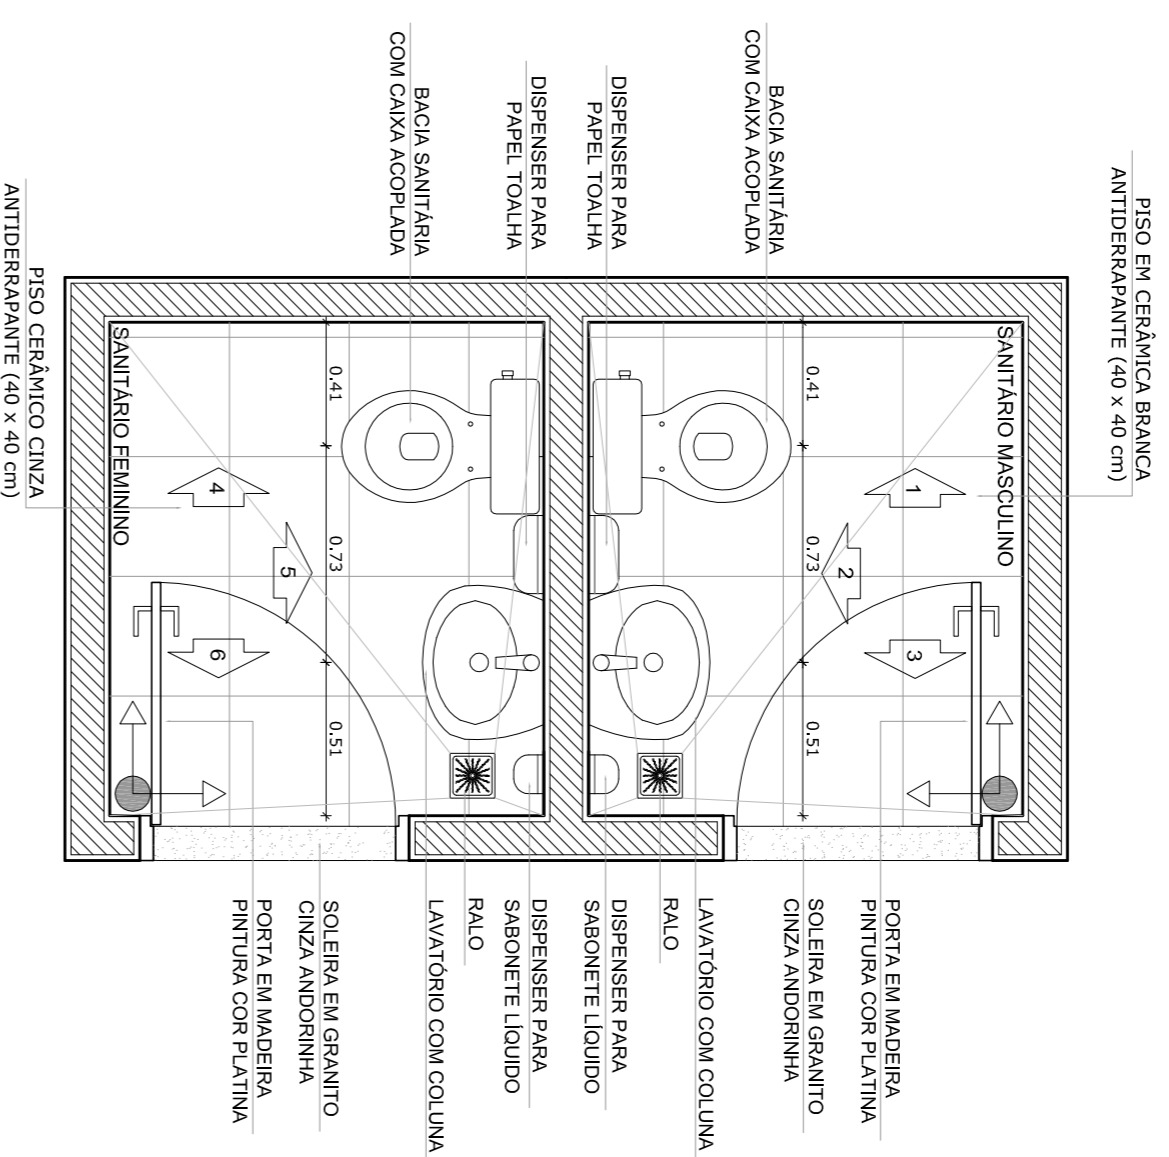 PISO EM CERÂMICA BRANCA
ANTIDERRAPANTE (40 x 40 cm)
BACIA SANITÁRIA
COM CAIXA ACOPLADA
DISPENSER PARA
PAPEL TOALHA
DISPENSER PARA
PAPEL TOALHA
BACIA SANITÁRIA
COM CAIXA ACOPLADA
PISO CERÂMICO CINZA
ANTIDERRAPANTE (40 x 40 cm)
SANITÁRIO MASCULINO
1
2
3
0.41
0.73
0.51
SANITÁRIO FEMININO
4
5
6
0.41
0.73
0.51
PORTA EM MADEIRA
PINTURA COR PLATINA
SOLEIRA EM GRANITO
CINZA ANDORINHA
LAVATÓRIO COM COLUNA
RALO
DISPENSER PARA
SABONETE LÍQUIDO
DISPENSER PARA
SABONETE LÍQUIDO
RALO
LAVATÓRIO COM COLUNA
SOLEIRA EM GRANITO
CINZA ANDORINHA
PORTA EM MADEIRA
PINTURA COR PLATINA